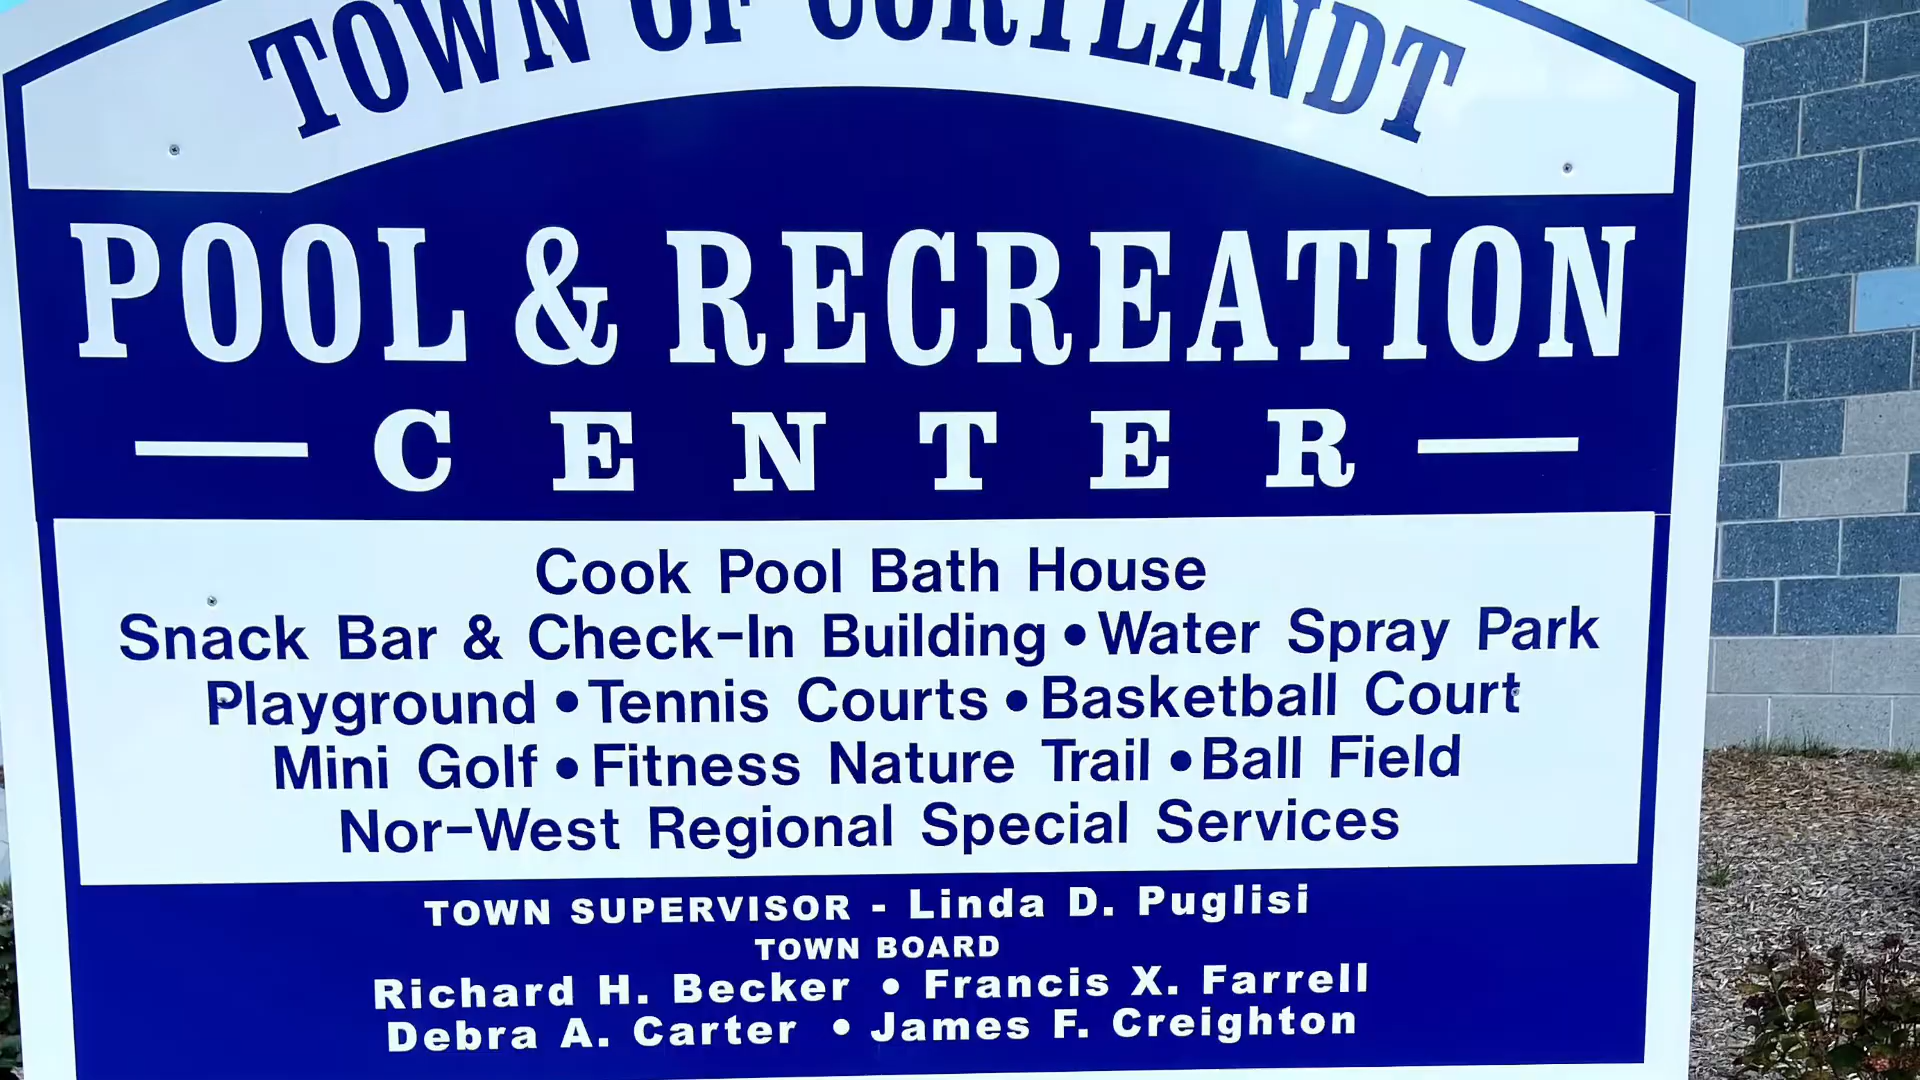 TOWN OF CORTLANDT
POOL & RECREATION
CENTER
Cook Pool Bath House
Snack Bar & Check-In Building • Water Spray Park
Playground • Tennis Courts • Basketball Court
Mini Golf • Fitness Nature Trail • Ball Field
Nor-West Regional Special Services
TOWN SUPERVISOR - Linda D. Puglisi
TOWN BOARD
Richard H. Becker • Francis X. Farrell
Debra A. Carter • James F. Creighton